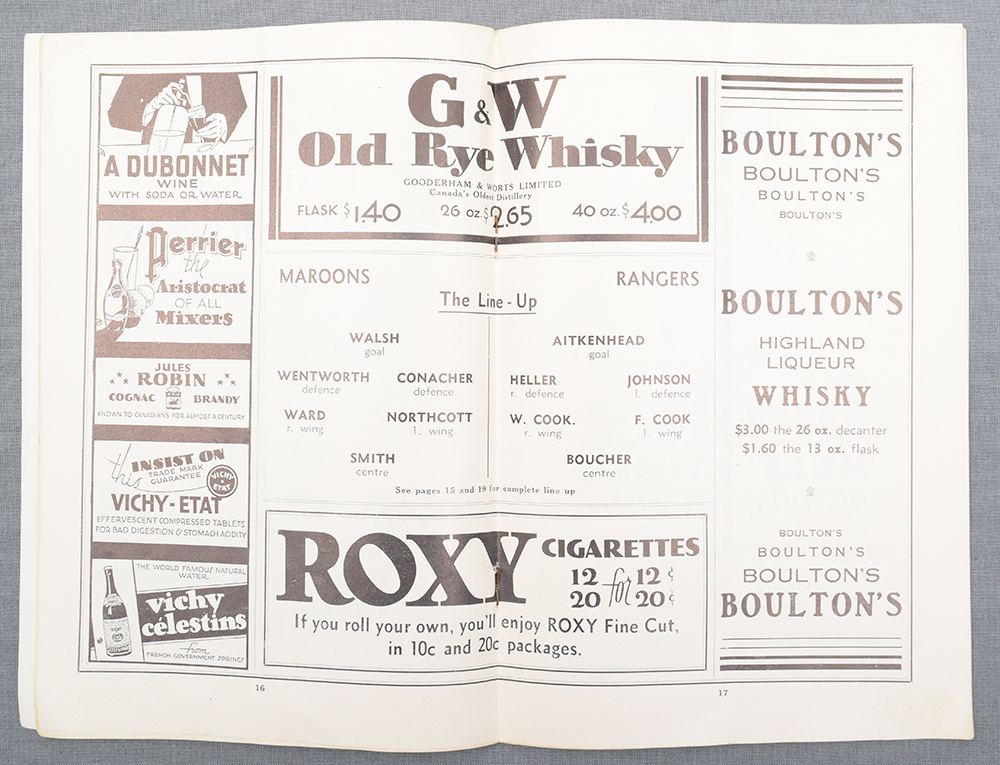 "A DUBONNET"
WINE
WITH SODA OR WATER
Perrier
the
Aristocrat
OF ALL
Mixers
JULES
ROBIN
COGNAC BRANDY
KNOWN TO CANADIANS FOR ALMOST A CENTURY
this
INSIST ON
TRADE MARK
GUARANTEE
VICHY
ETAT
VICHY-ETAT
EFFERVESCENT COMPRESSED TABLETS
FOR BAD DIGESTION & STOMACH ACIDITY
THE WORLD FAMOUS NATURAL
WATER
vichy
célestins
from
FRENCH GOVERNMENT SPRINGS
16
G & W
Old Rye Whisky
GOODERHAM & WORTS LIMITED
Canada's Oldest Distillery
FLASK $1.40 26 oz. $2.65 40 oz. $4.00
MAROONS RANGERS
The Line-Up
WALSH
goal
WENTWORTH CONACHER
defence defence
WARD NORTHCOTT
r. wing l. wing
SMITH
centre
AITKENHEAD
goal
HELLER JOHNSON
r. defence l. defence
W. COOK. F. COOK
r. wing l. wing
BOUCHER
centre
See pages 15 and 19 for complete line up
ROXY CIGARETTES
12 for 12¢
20 20¢
If you roll your own, you'll enjoy ROXY Fine Cut,
in 10c and 20c packages.
BOULTON'S
BOULTON'S
BOULTON'S
BOULTON'S
BOULTON'S
HIGHLAND
LIQUEUR
WHISKY
$3.00 the 26 oz. decanter
$1.60 the 13 oz. flask
BOULTON'S
BOULTON'S
BOULTON'S
BOULTON'S
17